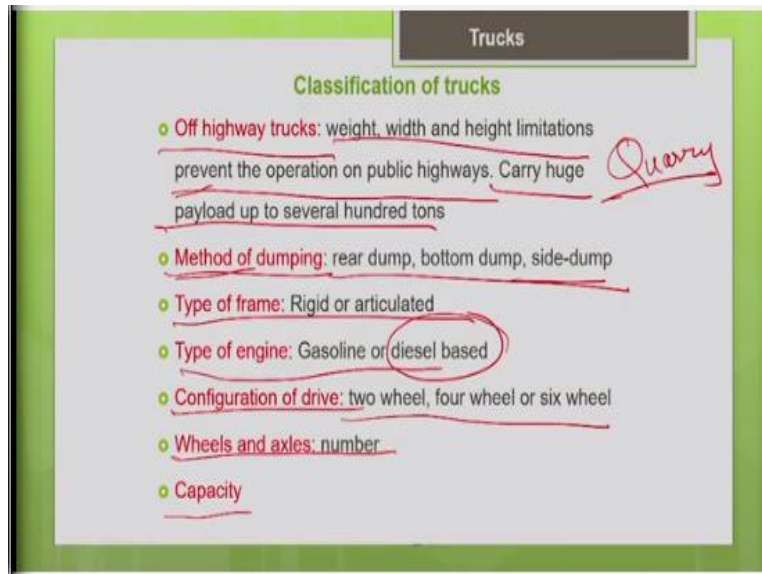 Trucks
Classification of trucks
Off highway trucks: weight, width and height limitations
prevent the operation on public highways. Carry huge
payload up to several hundred tons
Quarry
Method of dumping: rear dump, bottom dump, side-dump
Type of frame: Rigid or articulated
Type of engine: Gasoline or diesel based
Configuration of drive: two wheel, four wheel or six wheel
Wheels and axles: number
Capacity